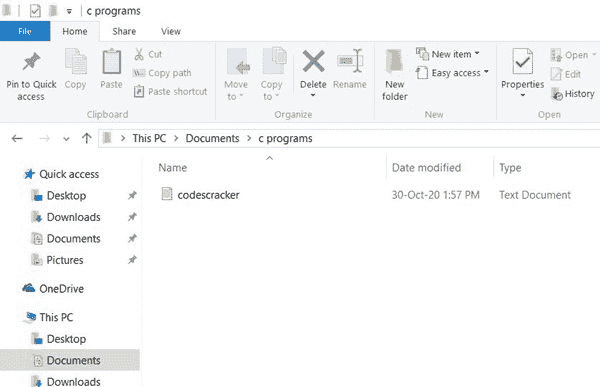 c programs
File Home Share View
Pin to Quick access
Copy
Paste
Cut
Copy path
Paste shortcut
Clipboard
Move to
Copy to
Delete
Rename
Organize
New folder
New item
Easy access
New
Properties
Open
Edit
History
Open
This PC > Documents > c programs
Quick access
Desktop
Downloads
Documents
Pictures
OneDrive
This PC
Desktop
Documents
Downloads
Name Date modified Type
codescracker 30-Oct-20 1:57 PM Text Document